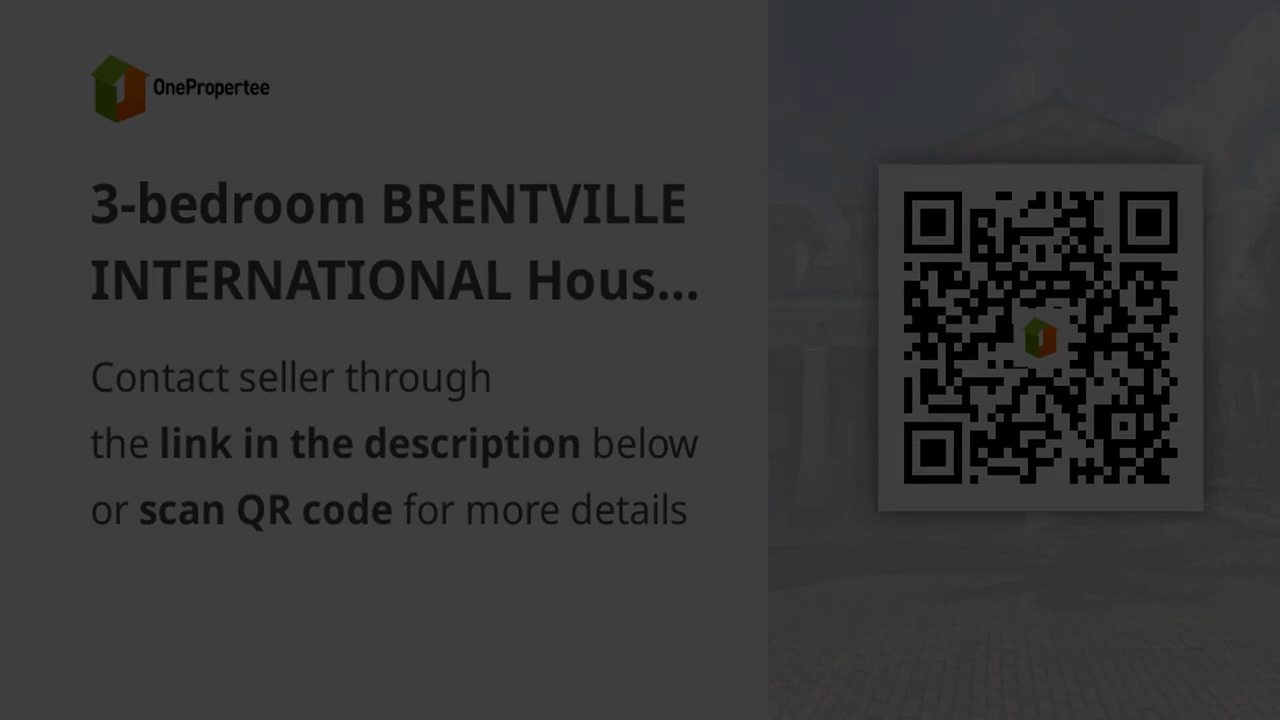 OnePropertee
3-bedroom BRENTVILLE
INTERNATIONAL Hous...
Contact seller through
the link in the description below
or scan QR code for more details